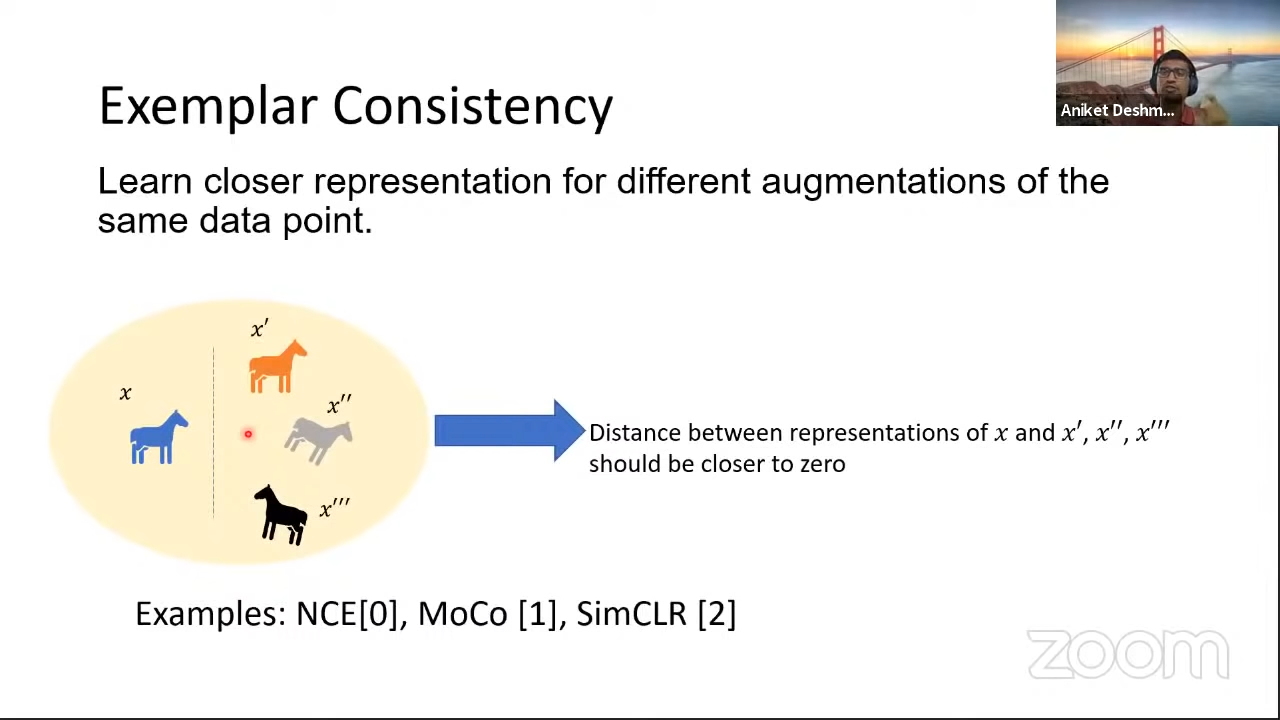 Exemplar Consistency
Aniket Deshm...
Learn closer representation for different augmentations of the
same data point.
x′
x
x′′
x′′′
Distance between representations of x and x′, x′′, x′′′
should be closer to zero
Examples: NCE[0], MoCo [1], SimCLR [2]
zoom